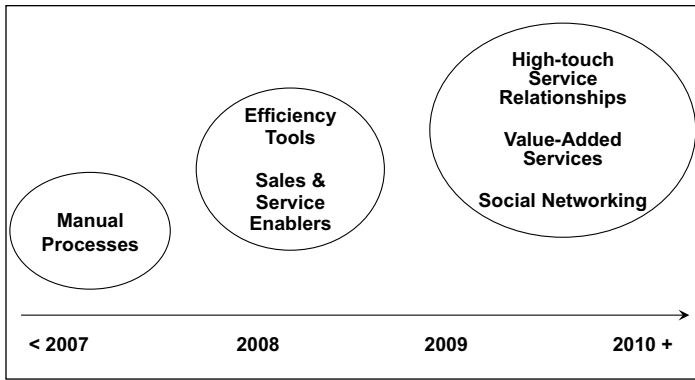 Manual
Processes
Efficiency
Tools
Sales &
Service
Enablers
High-touch
Service
Relationships
Value-Added
Services
Social Networking
< 2007
2008
2009
2010 +